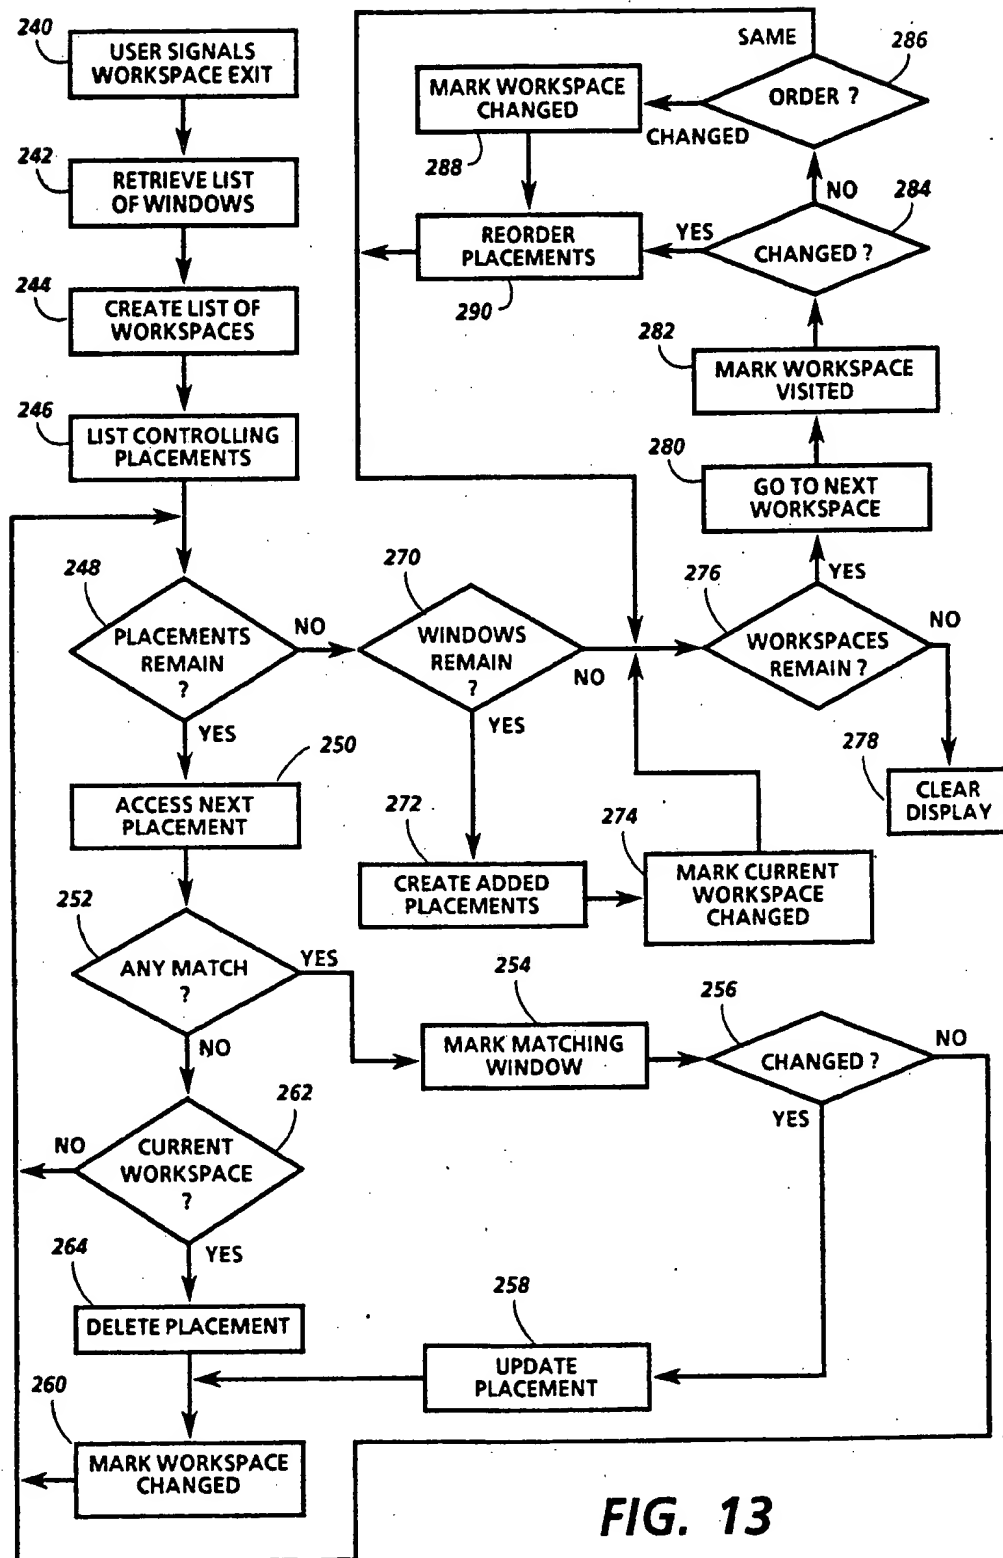 240
USER SIGNALS
WORKSPACE EXIT
242
RETRIEVE LIST
OF WINDOWS
244
CREATE LIST OF
WORKSPACES
246
LIST CONTROLLING
PLACEMENTS
248
PLACEMENTS
REMAIN
?
NO
YES
250
ACCESS NEXT
PLACEMENT
252
ANY MATCH
?
YES
NO
262
CURRENT
WORKSPACE
?
NO
YES
264
DELETE PLACEMENT
260
MARK WORKSPACE
CHANGED
254
MARK MATCHING
WINDOW
256
CHANGED ?
NO
YES
258
UPDATE
PLACEMENT
270
WINDOWS
REMAIN
?
NO
YES
272
CREATE ADDED
PLACEMENTS
274
MARK CURRENT
WORKSPACE
CHANGED
276
WORKSPACES
REMAIN ?
NO
YES
278
CLEAR
DISPLAY
280
GO TO NEXT
WORKSPACE
282
MARK WORKSPACE
VISITED
284
CHANGED ?
YES
NO
286
ORDER ?
SAME
CHANGED
288
MARK WORKSPACE
CHANGED
290
REORDER
PLACEMENTS
FIG. 13